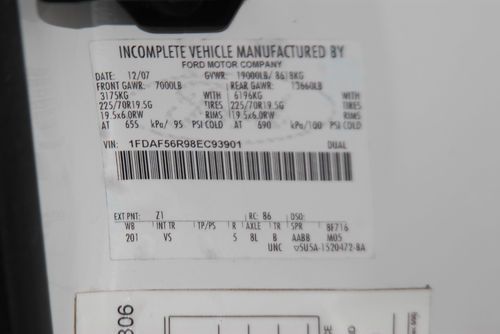 INCOMPLETE VEHICLE MANUFACTURED BY
FORD MOTOR COMPANY
DATE: 12/07 GVWR: 19000LB/ 8618KG
FRONT GAWR: 7000LB REAR GAWR: 13660LB
3175KG WITH 6196KG WITH
225/70R19.5G TIRES 225/70R19.5G TIRES
19.5x6.0RW RIMS 19.5x6.0RW RIMS
AT 655 kPa/ 95 PSI COLD AT 690 kPa/100 PSI COLD
VIN: 1FDAF56R98EC93901 DUAL
EXT PNT: Z1 RC: 86 DSO:
WB INT TR TP/PS R AXLE TR SPR 8F716
201 VS 5 8L B AABB M05
UNC 5U5A-1520472-BA
306